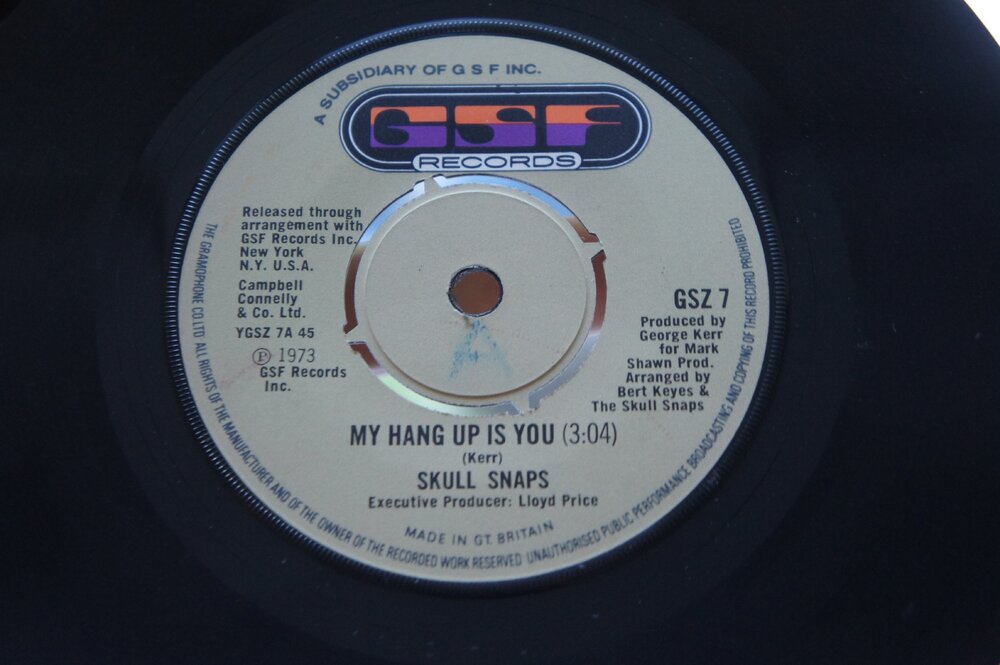 A SUBSIDIARY OF G S F INC.
GSF
RECORDS
Released through
arrangement with
GSF Records Inc.
New York
N.Y. U.S.A.
Campbell
Connelly
& Co. Ltd.
YGSZ 7A 45
Ⓟ 1973
GSF Records
Inc.
A
GSZ 7
Produced by
George Kerr
for Mark
Shawn Prod.
Arranged by
Bert Keyes &
The Skull Snaps
MY HANG UP IS YOU (3:04)
(Kerr)
SKULL SNAPS
Executive Producer: Lloyd Price
MADE IN GT. BRITAIN
THE GRAMOPHONE CO. LTD. ALL RIGHTS OF THE MANUFACTURER AND OF THE OWNER OF THE RECORDED WORK RESERVED UNAUTHORISED PUBLIC PERFORMANCE BROADCASTING AND COPYING OF THIS RECORD PROHIBITED